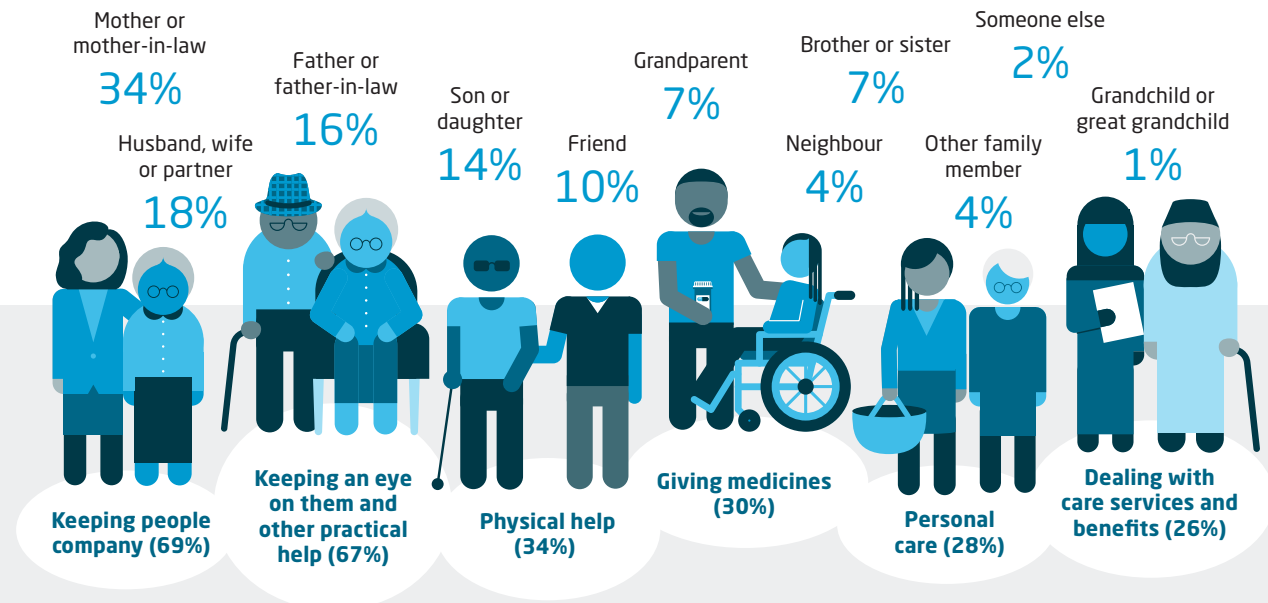 Mother or
mother-in-law
34%
Husband, wife
or partner
18%
Father or
father-in-law
16%
Son or
daughter
14%
Friend
10%
Grandparent
7%
Brother or sister
7%
Neighbour
4%
Other family
member
4%
Someone else
2%
Grandchild or
great grandchild
1%
Keeping people
company (69%)
Keeping an eye
on them and
other practical
help (67%)
Physical help
(34%)
Giving medicines
(30%)
Personal
care (28%)
Dealing with
care services and
benefits (26%)